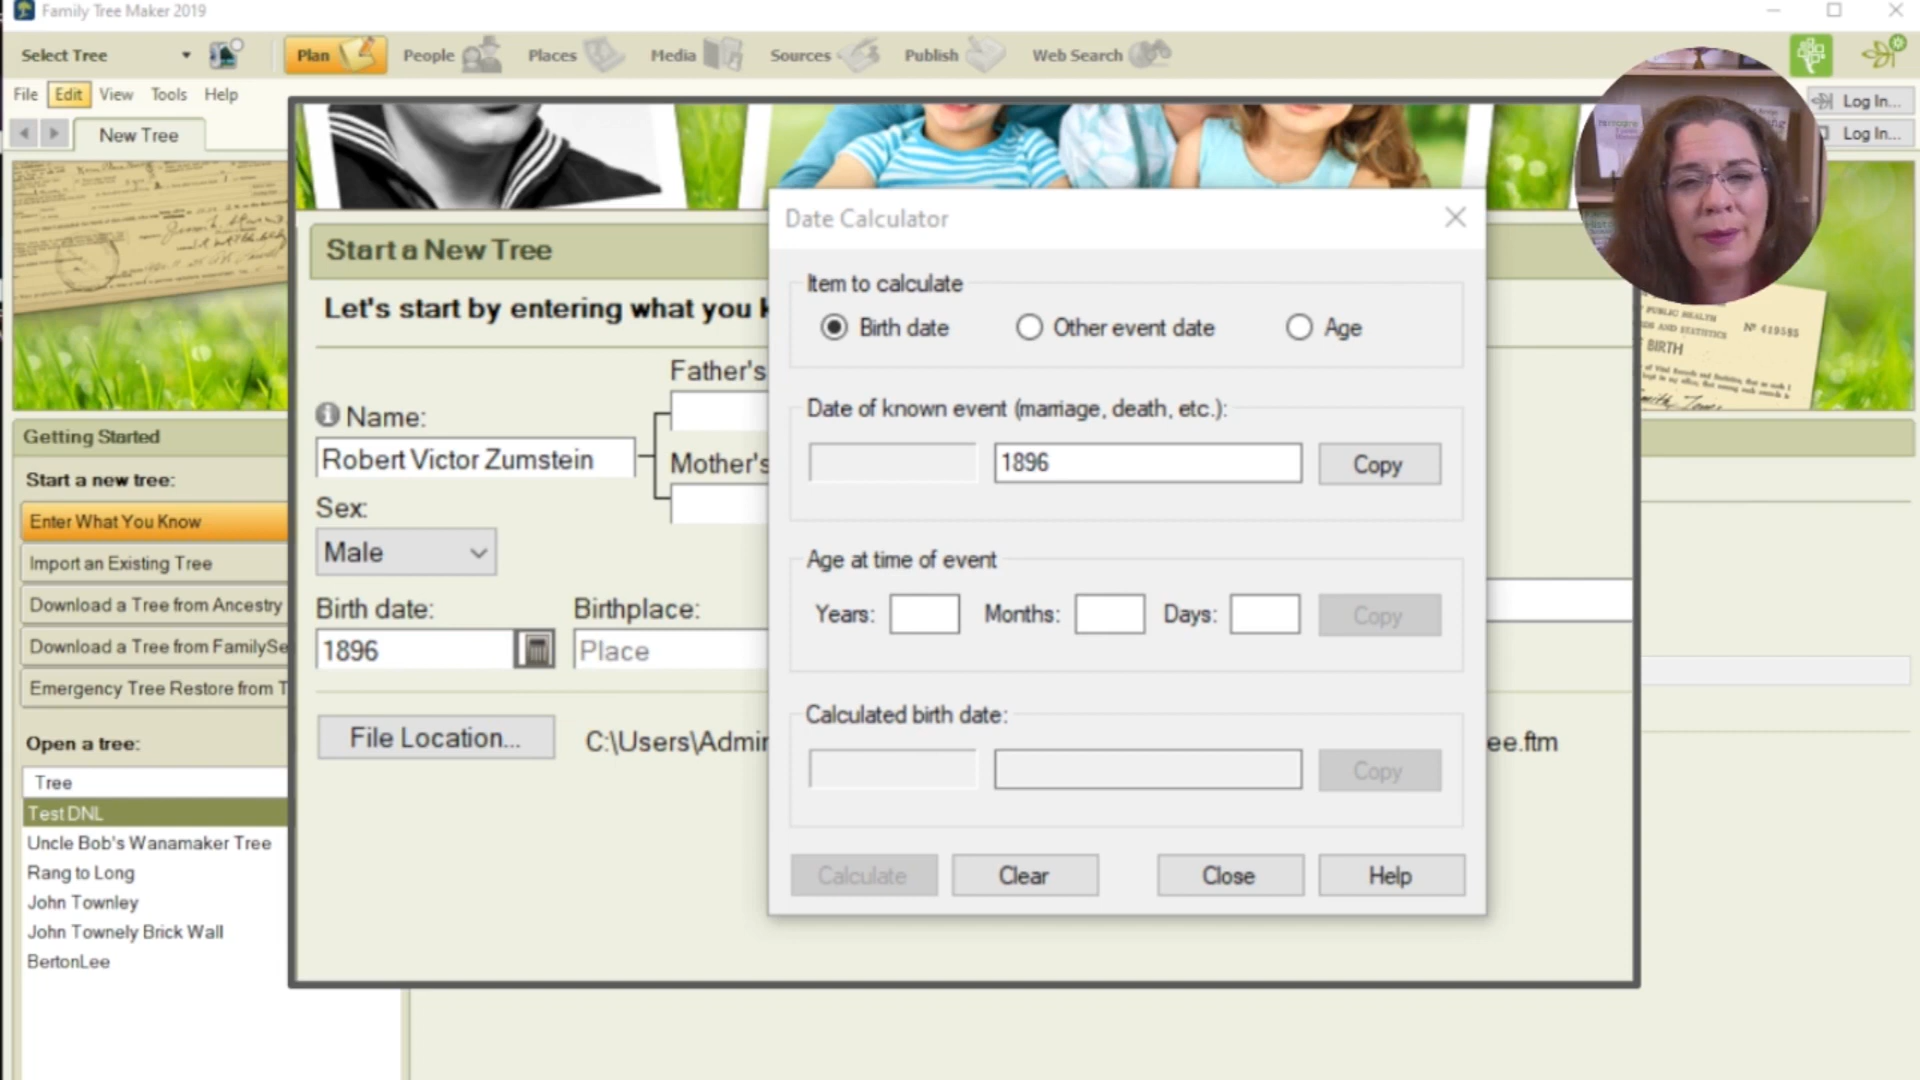 Family Tree Maker 2019
Select Tree
Plan
People
Places
Media
Sources
Publish
Web Search
File Edit View Tools Help
Log In...
Log In...
New Tree
Date Calculator
Start a New Tree
Let's start by entering what you k
Item to calculate
Birth date
Other event date
Age
PUBLIC HEALTH
AND STATISTICS
Nº 419585
BIRTH
Father's
Date of known event (marriage, death, etc.):
Name:
Robert Victor Zumstein
Mother's
1896
Copy
Getting Started
Start a new tree:
Enter What You Know
Import an Existing Tree
Download a Tree from Ancestry
Download a Tree from FamilySe
Emergency Tree Restore from T
Sex:
Male
Age at time of event
Years:
Months:
Days:
Copy
Birth date:
Birthplace:
1896
Place
Calculated birth date:
File Location...
C:\Users\Admin
ee.ftm
Copy
Open a tree:
Tree
Test DNL
Uncle Bob's Wanamaker Tree
Rang to Long
John Townley
John Townely Brick Wall
BertonLee
Calculate
Clear
Close
Help